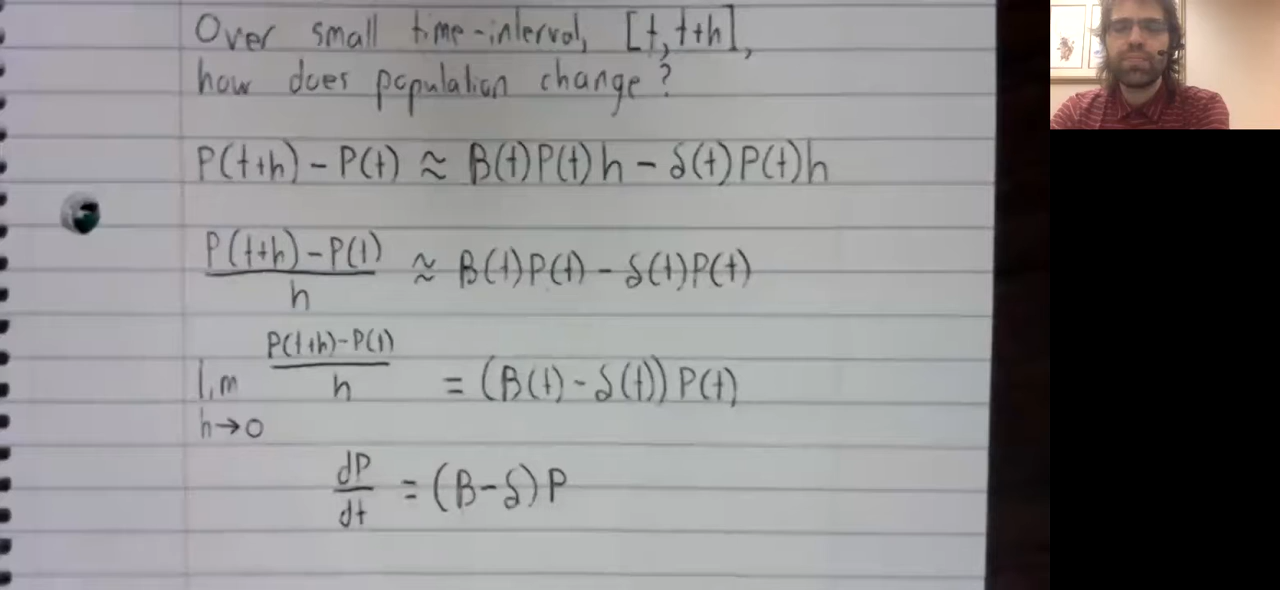 Over small time-interval, [t, t+h],
how does population change?
P(t+h) - P(t) ≈ β(t)P(t)h - δ(t)P(t)h
P(t+h) - P(t) / h ≈ β(t)P(t) - δ(t)P(t)
lim h→0 P(t+h)-P(t) / h = (β(t) - δ(t))P(t)
dP/dt = (β-δ)P